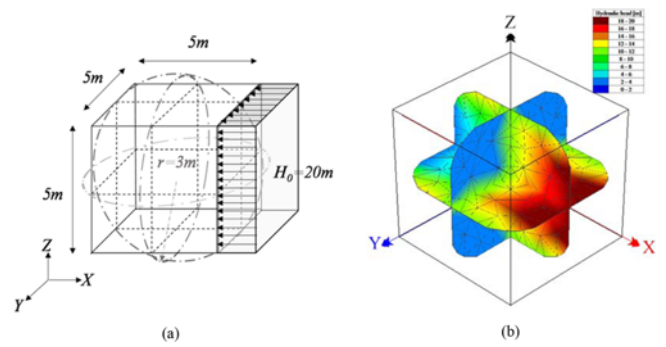 5m
5m
5m
r=3m
H₀=20m
Z
X
Y
(a)
Hydraulic head [m]
18 - 20
16 - 18
14 - 16
12 - 14
10 - 12
8 - 10
6 - 8
4 - 6
2 - 4
0 - 2
Z
Y
X
(b)